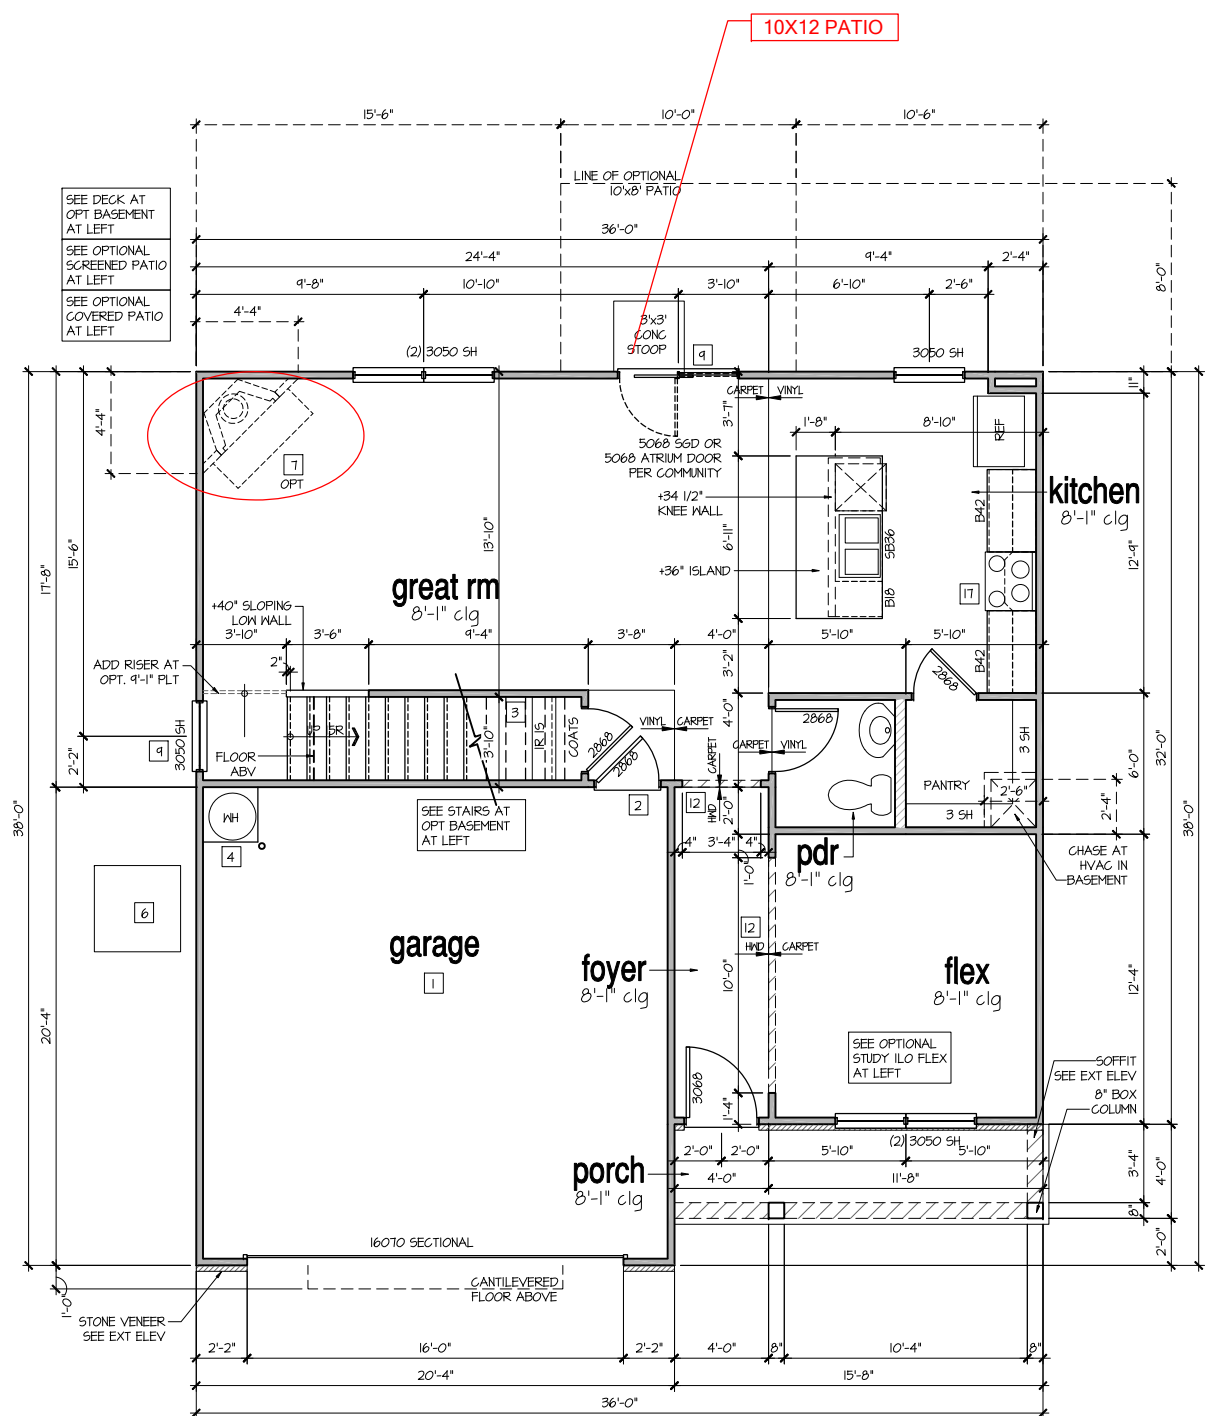 10X12 PATIO
15'-6"
10'-0"
10'-6"
LINE OF OPTIONAL
10'x8' PATIO
SEE DECK AT
OPT BASEMENT
AT LEFT
SEE OPTIONAL
SCREENED PATIO
AT LEFT
SEE OPTIONAL
COVERED PATIO
AT LEFT
36'-0"
24'-4"
9'-4"
2'-4"
8'-0"
9'-8"
10'-10"
3'-10"
6'-10"
2'-6"
4'-4"
3'x3'
CONC
STOOP
(2) 3050 SH
9
3050 SH
CARPET
VINYL
11"
4'-4"
3'-7"
1'-8"
8'-10"
REF
7
OPT
5068 SGD OR
5068 ATRIUM DOOR
PER COMMUNITY
+34 1/2"
KNEE WALL
kitchen
8'-1" clg
B42
SB36
6'-11"
13'-10"
15'-6"
17'-8"
12'-9"
+36" ISLAND
B18
17
great rm
8'-1" clg
+40" SLOPING
LOW WALL
3'-10"
3'-6"
9'-4"
3'-8"
4'-0"
5'-10"
5'-10"
2"
3'-2"
B42
ADD RISER AT
OPT. 9'-1" PLT
2868
3
2868
VINYL
CARPET
4'-0"
3050 SH
9
2'-2"
5R
1R 1S
COATS
3'-10"
2868
2868
CARPET
VINYL
CARPET
3 SH
6'-0"
32'-0"
FLOOR
ABV
PANTRY
2'-6"
3 SH
2'-4"
WH
4
SEE STAIRS AT
OPT BASEMENT
AT LEFT
2
12
HWD
2'-0"
38'-0"
38'-0"
4"
3'-4"
4"
1'-0"
pdr
8'-1" clg
CHASE AT
HVAC IN
BASEMENT
6
12
HWD
CARPET
garage
1
foyer
8'-1" clg
10'-0"
flex
8'-1" clg
12'-4"
20'-4"
SEE OPTIONAL
STUDY ILO FLEX
AT LEFT
SOFFIT
SEE EXT ELEV
8" BOX
COLUMN
3068
1'-4"
(2) 3050 SH
2'-0"
2'-0"
5'-10"
5'-10"
porch
8'-1" clg
4'-0"
11'-8"
3'-4"
4'-0"
8"
2'-0"
16070 SECTIONAL
CANTILEVERED
FLOOR ABOVE
1'-0"
STONE VENEER
SEE EXT ELEV
2'-2"
16'-0"
2'-2"
4'-0"
8"
10'-4"
8"
20'-4"
15'-8"
36'-0"